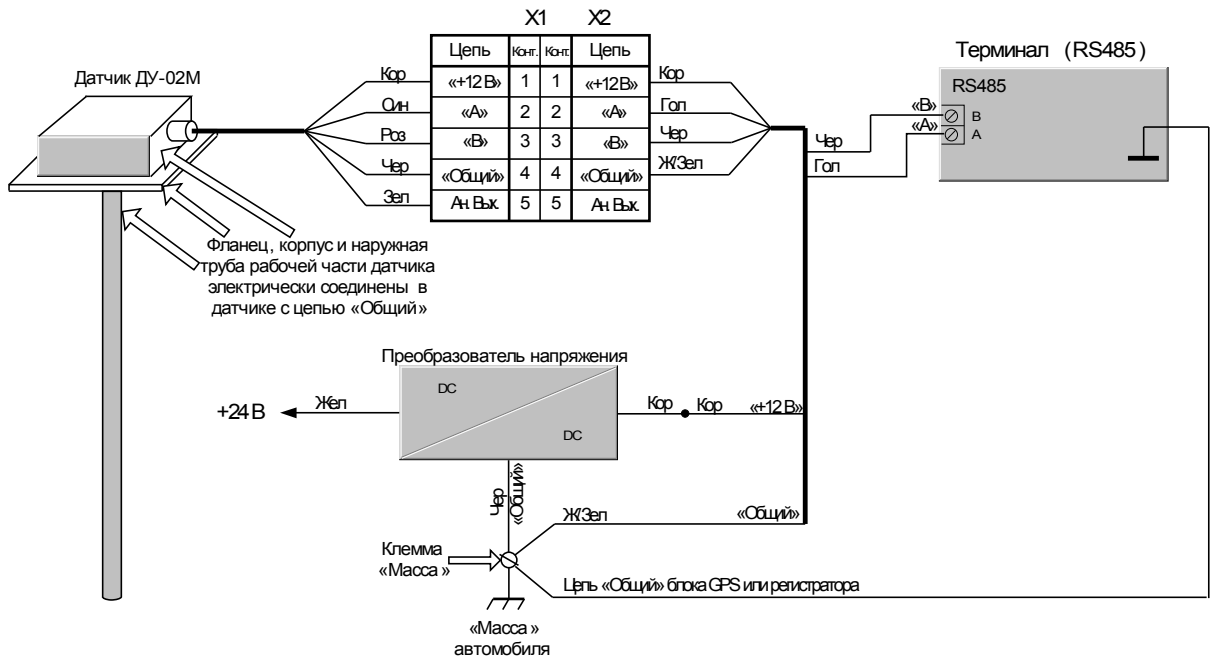 X1 X2
Датчик ДУ-02М
Цепь Конт. Конт. Цепь
Кор «+12 В» 1 1 «+12 В» Кор
Син «А» 2 2 «А» Гол
Роз «В» 3 3 «В» Чер
Чер «Общий» 4 4 «Общий» Ж/Зел
Зел Ан. Вых. 5 5 Ан. Вых.
Терминал (RS485)
RS485
«В» В
«А» А
Чер
Гол
Фланец, корпус и наружная
труба рабочей части датчика
электрически соединены в
датчике с цепью «Общий»
Преобразователь напряжения
DC
DC
+24 В Жел
Кор Кор «+12 В»
Чер «Общий»
Ж/Зел «Общий»
Клемма
«Масса»
Цепь «Общий» блока GPS или регистратора
«Масса»
автомобиля